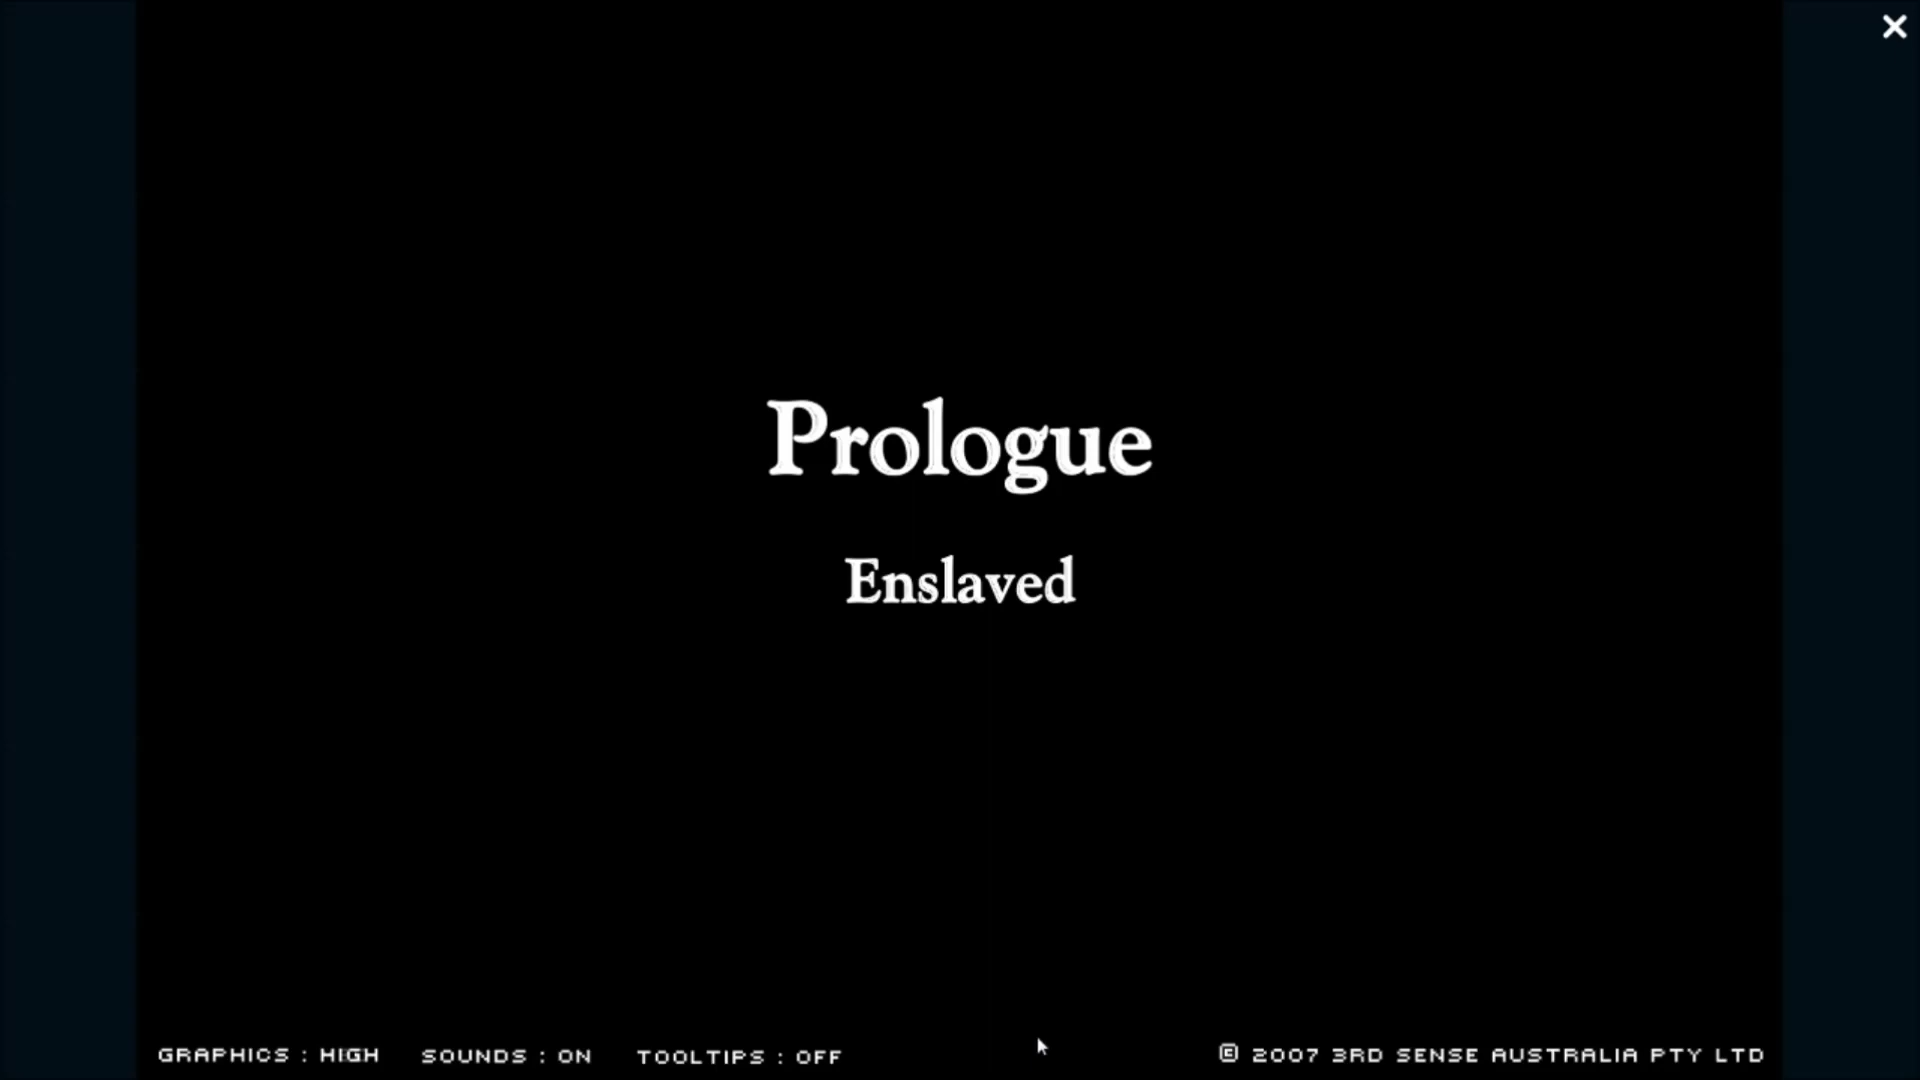 Prologue
Enslaved
GRAPHICS : HIGH SOUNDS : ON TOOLTIPS : OFF © 2007 3RD SENSE AUSTRALIA PTY LTD